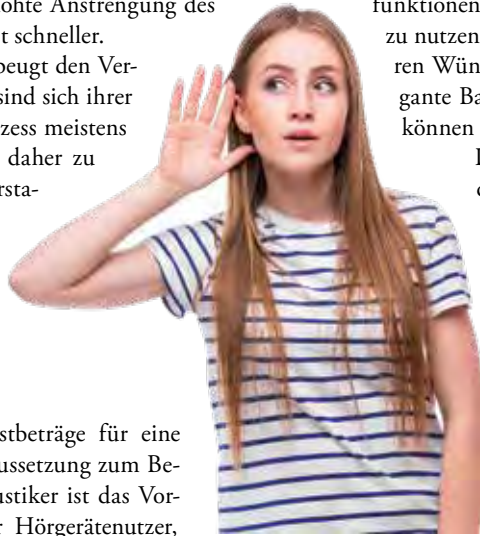 öhte Anstrengung des
t schneller.
beugt den Ver-
sind sich ihrer
zess meistens
daher zu
rsta-
stbeträge für eine
ussetzung zum Be-
ustiker ist das Vor-
r Hörgerätenutzer,
funktionen
zu nutzen
ren Wün
gante Ba
können